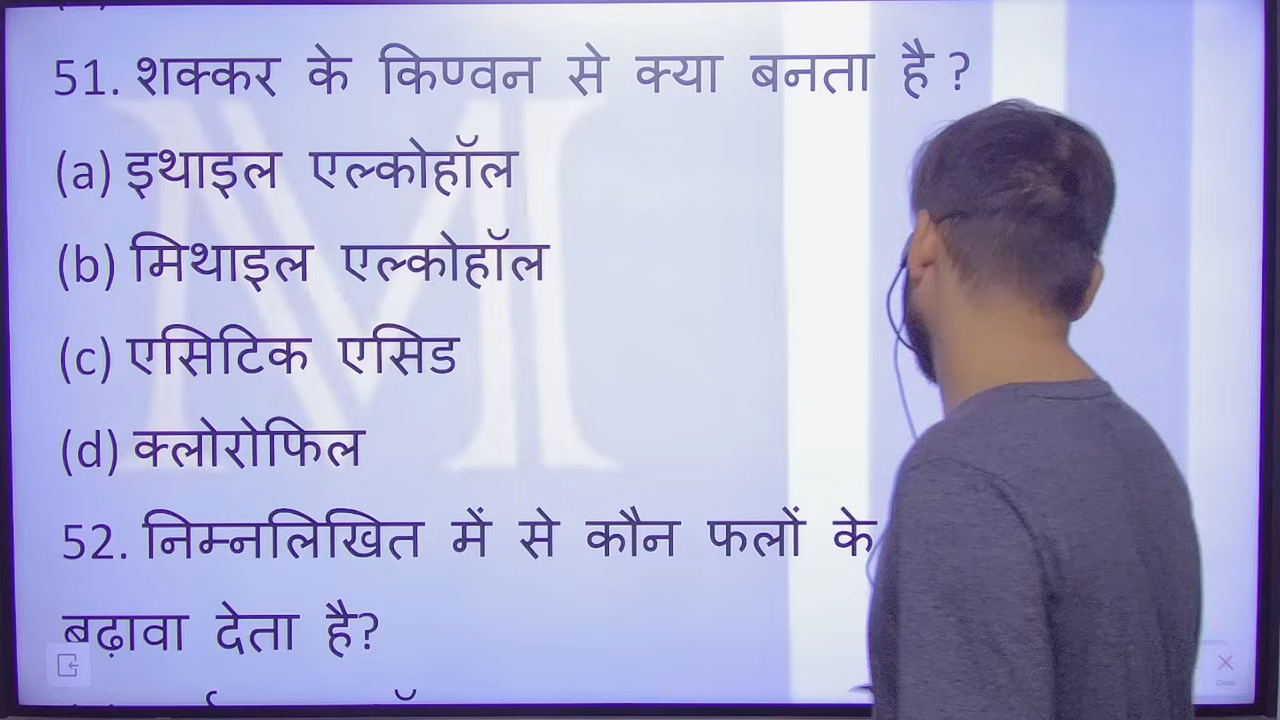 51. शक्कर के किण्वन से क्या बनता है ?
(a) इथाइल एल्कोहॉल
(b) मिथाइल एल्कोहॉल
(c) एसिटिक एसिड
(d) क्लोरोफिल
52. निम्नलिखित में से कौन फलों के
बढ़ावा देता है?